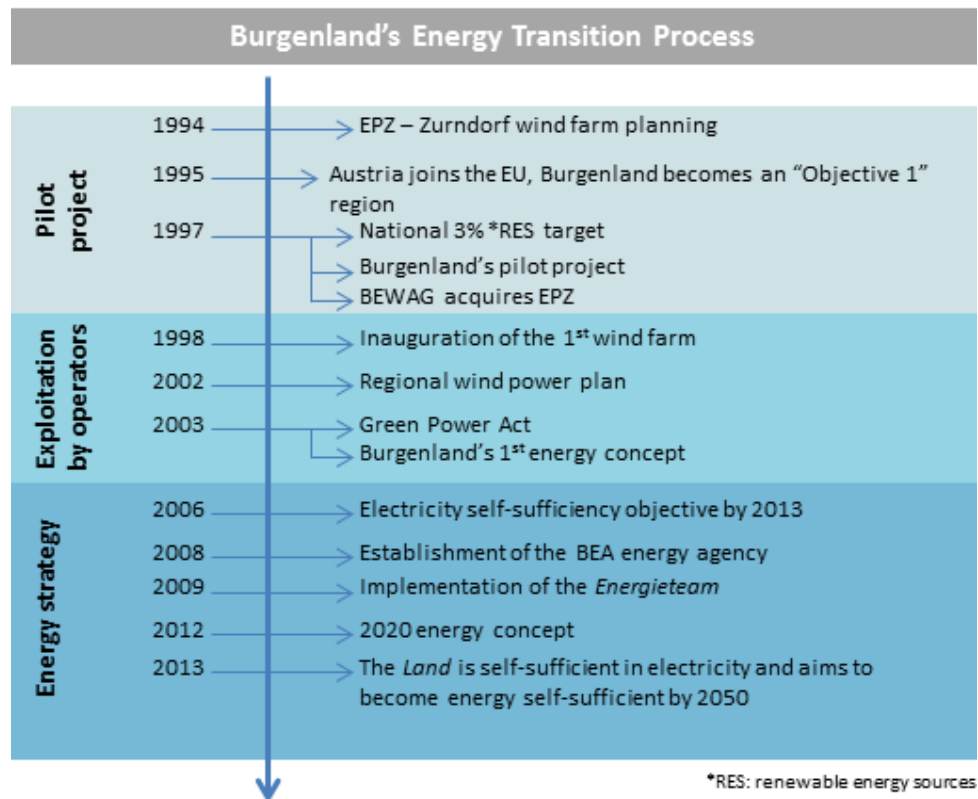 Burgenland's Energy Transition Process
Pilot
project
1994 EPZ – Zurndorf wind farm planning
1995 Austria joins the EU, Burgenland becomes an “Objective 1”
region
1997 National 3% *RES target
Burgenland's pilot project
BEWAG acquires EPZ
Exploitation
by operators
1998 Inauguration of the 1st wind farm
2002 Regional wind power plan
2003 Green Power Act
Burgenland's 1st energy concept
Energy strategy
2006 Electricity self-sufficiency objective by 2013
2008 Establishment of the BEA energy agency
2009 Implementation of the Energieteam
2012 2020 energy concept
2013 The Land is self-sufficient in electricity and aims to
become energy self-sufficient by 2050
*RES: renewable energy sources